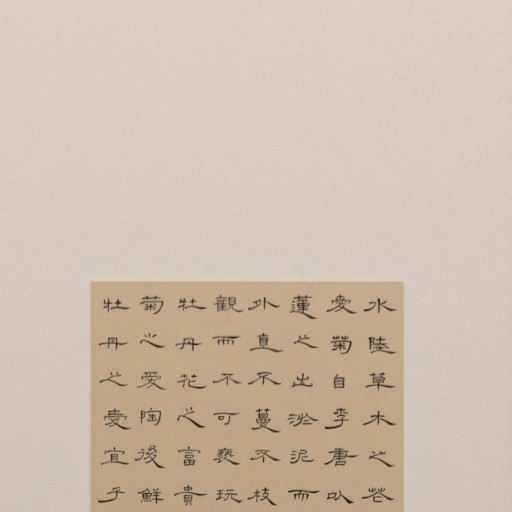 水陸草木之花
愛菊自李唐以
蓮之出淤泥而
外直不蔓不枝
觀而不可褻玩
牡丹花之富貴
菊之愛陶後鮮
牡丹之愛宜乎